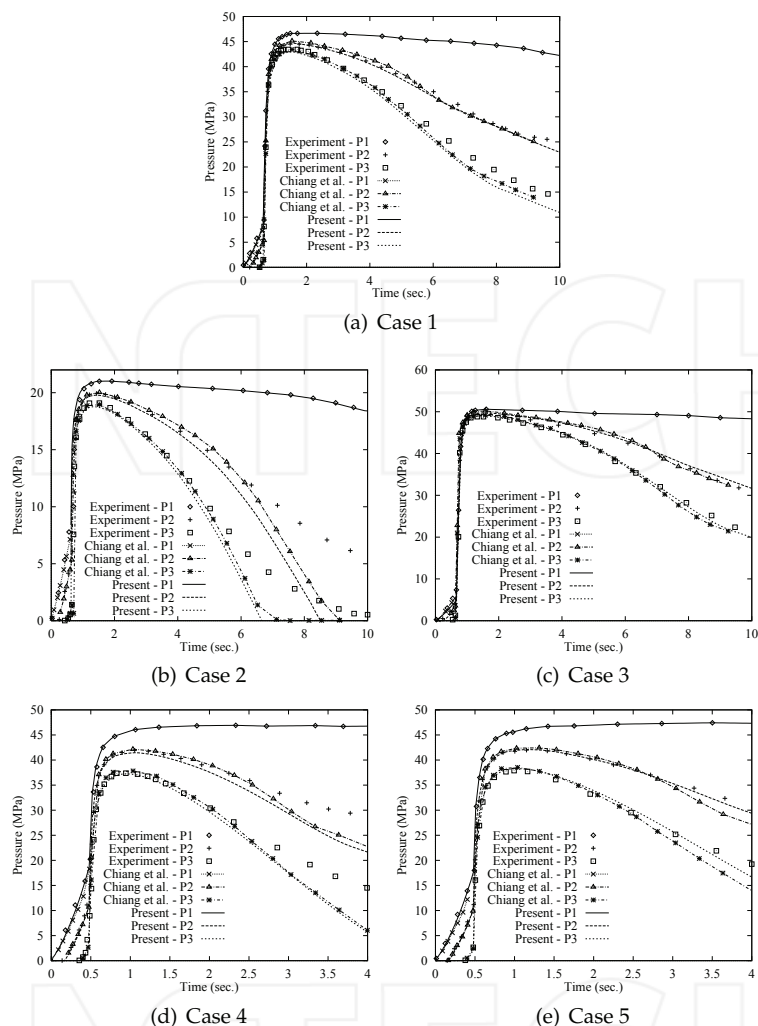 50
45
40
35
30
25
20
15
10
5
0
Pressure (MPa)
Experiment - P1
Experiment - P2
Experiment - P3
Chiang et al. - P1
Chiang et al. - P2
Chiang et al. - P3
Present - P1
Present - P2
Present - P3
0 2 4 6 8 10
Time (sec.)
(a) Case 1
20
15
10
5
0
Pressure (MPa)
Experiment - P1
Experiment - P2
Experiment - P3
Chiang et al. - P1
Chiang et al. - P2
Chiang et al. - P3
Present - P1
Present - P2
Present - P3
0 2 4 6 8 10
Time (sec.)
(b) Case 2
60
50
40
30
20
10
0
Pressure (MPa)
Experiment - P1
Experiment - P2
Experiment - P3
Chiang et al. - P1
Chiang et al. - P2
Chiang et al. - P3
Present - P1
Present - P2
Present - P3
0 2 4 6 8 10
Time (sec.)
(c) Case 3
50
45
40
35
30
25
20
15
10
5
0
Pressure (MPa)
Experiment - P1
Experiment - P2
Experiment - P3
Chiang et al. - P1
Chiang et al. - P2
Chiang et al. - P3
Present - P1
Present - P2
Present - P3
0 0.5 1 1.5 2 2.5 3 3.5 4
Time (sec.)
(d) Case 4
50
45
40
35
30
25
20
15
10
5
0
Pressure (MPa)
Experiment - P1
Experiment - P2
Experiment - P3
Chiang et al. - P1
Chiang et al. - P2
Chiang et al. - P3
Present - P1
Present - P2
Present - P3
0 0.5 1 1.5 2 2.5 3 3.5 4
Time (sec.)
(e) Case 5